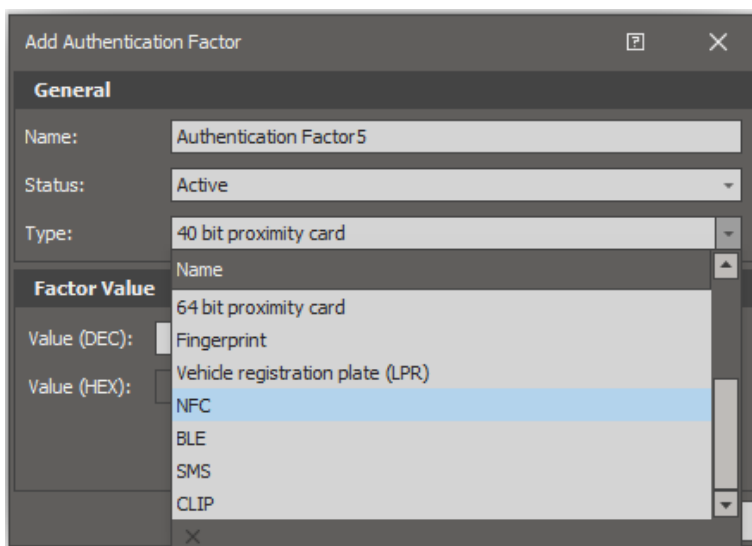 Add Authentication Factor
General
Name: Authentication Factor5
Status: Active
Type: 40 bit proximity card
Name
Factor Value
64 bit proximity card
Value (DEC):
Fingerprint
Vehicle registration plate (LPR)
Value (HEX):
NFC
BLE
SMS
CLIP